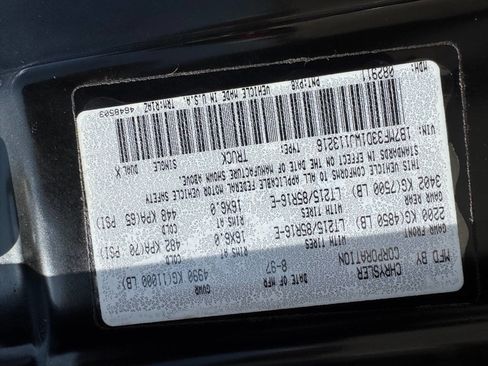 MFD BY CHRYSLER CORPORATION DATE OF MFR 8-97 GVWR 4990 KG(11000 LB)
GAWR FRONT WITH TIRES RIMS AT COLD
2200 KG(4850 LB) LT215/85R16-E 16X6.0 482 KPA(70 PSI)
GAWR REAR WITH TIRES RIMS AT COLD
3402 KG(7500 LB) LT215/85R16-E 16X6.0 448 KPA(65 PSI)
THIS VEHICLE CONFORMS TO ALL APPLICABLE FEDERAL MOTOR VEHICLE SAFETY
STANDARDS IN EFFECT ON THE DATE OF MANUFACTURE SHOWN ABOVE
VIN: TYPE: TRUCK SINGLE DUAL X
MDH: 082911
VEHICLE MADE IN U.S.A. 4648503